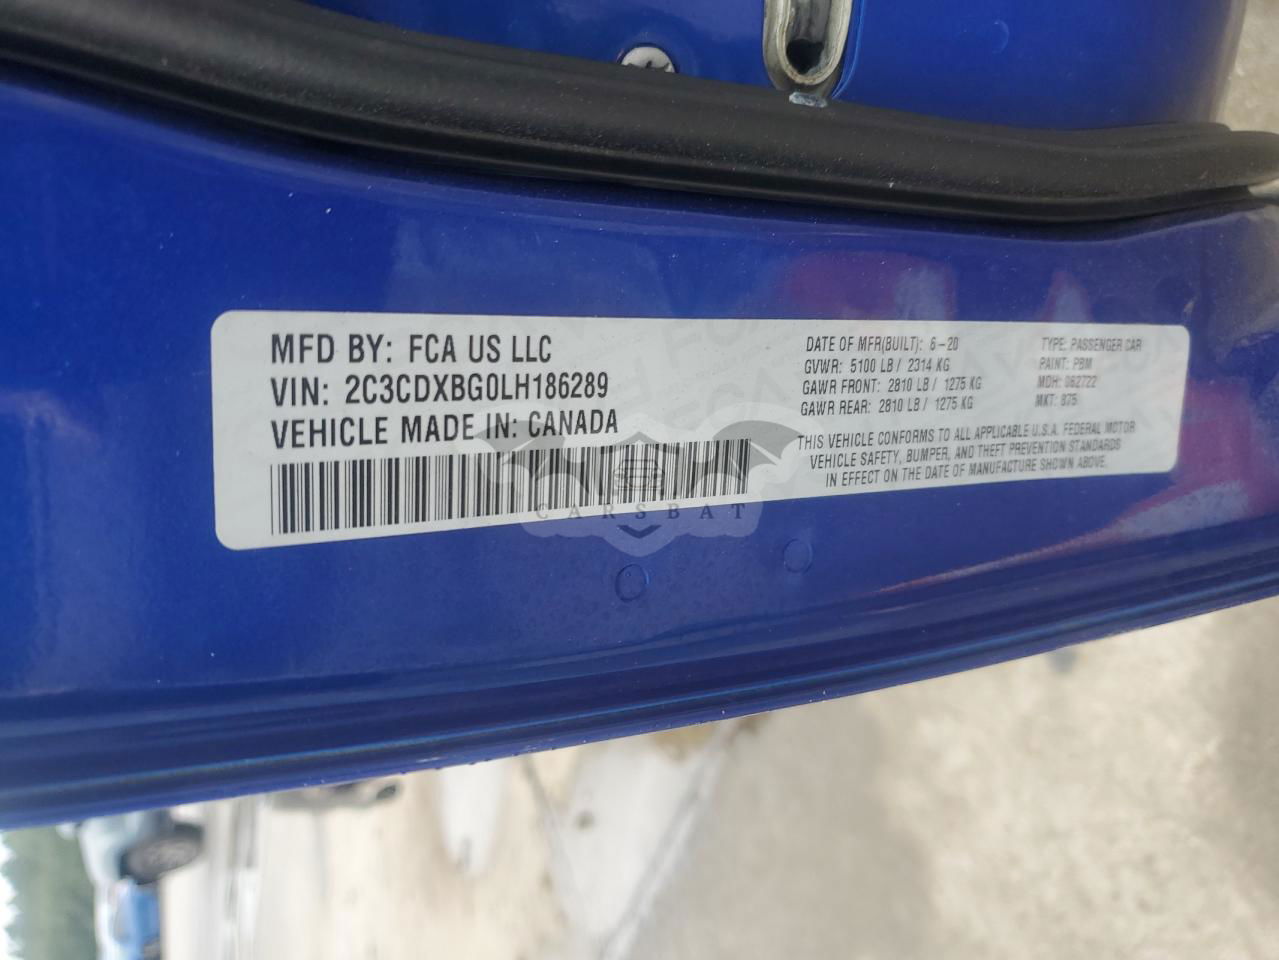 MFD BY: FCA US LLC
VIN: 2C3CDXBG0LH186289
VEHICLE MADE IN: CANADA
DATE OF MFR(BUILT): 6-20
GVWR: 5100 LB / 2314 KG
GAWR FRONT: 2810 LB / 1275 KG
GAWR REAR: 2810 LB / 1275 KG
TYPE: PASSENGER CAR
PAINT: PBM
MDH: 062722
MKT: 875
THIS VEHICLE CONFORMS TO ALL APPLICABLE U.S.A. FEDERAL MOTOR
VEHICLE SAFETY, BUMPER, AND THEFT PREVENTION STANDARDS
IN EFFECT ON THE DATE OF MANUFACTURE SHOWN ABOVE.
CARSBAT